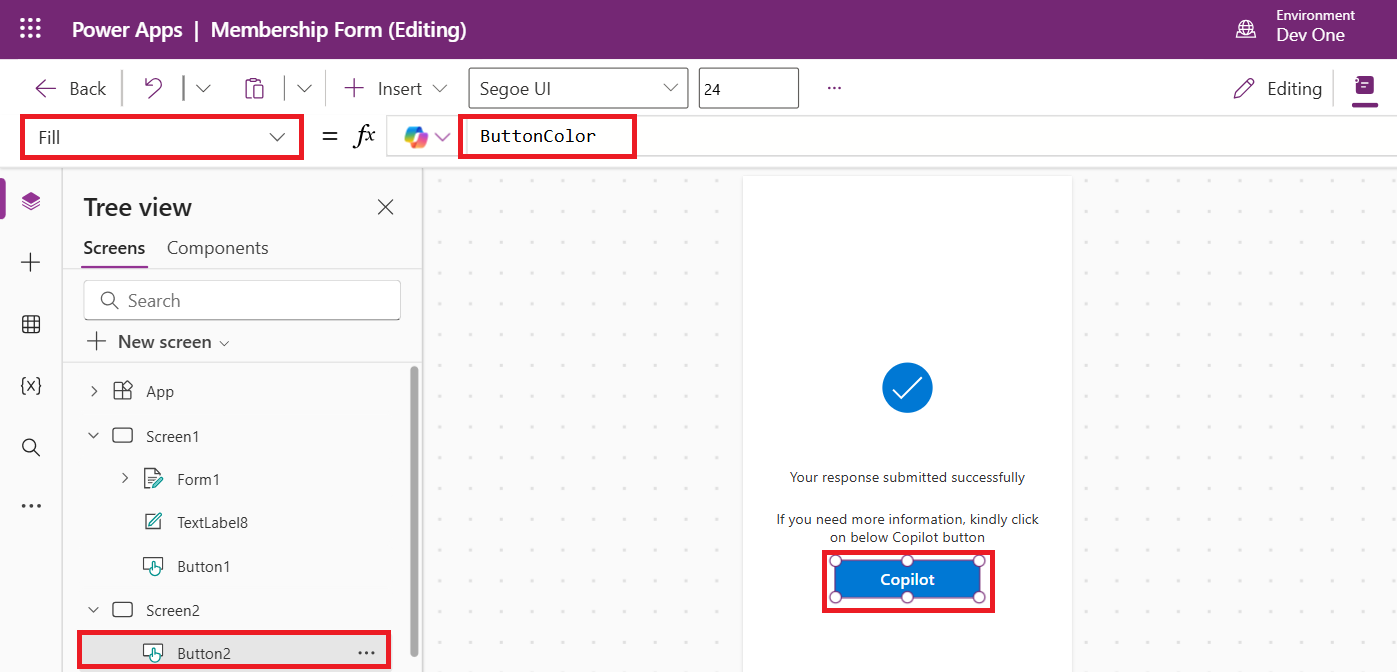 Power Apps | Membership Form (Editing)
Environment
Dev One
Back
Insert
Segoe UI
24
...
Editing
Fill
= fx
ButtonColor
Tree view
Screens
Components
Search
New screen
{x}
App
Screen1
Form1
TextLabel8
Button1
Screen2
Button2
...
Your response submitted successfully
If you need more information, kindly click
on below Copilot button
Copilot